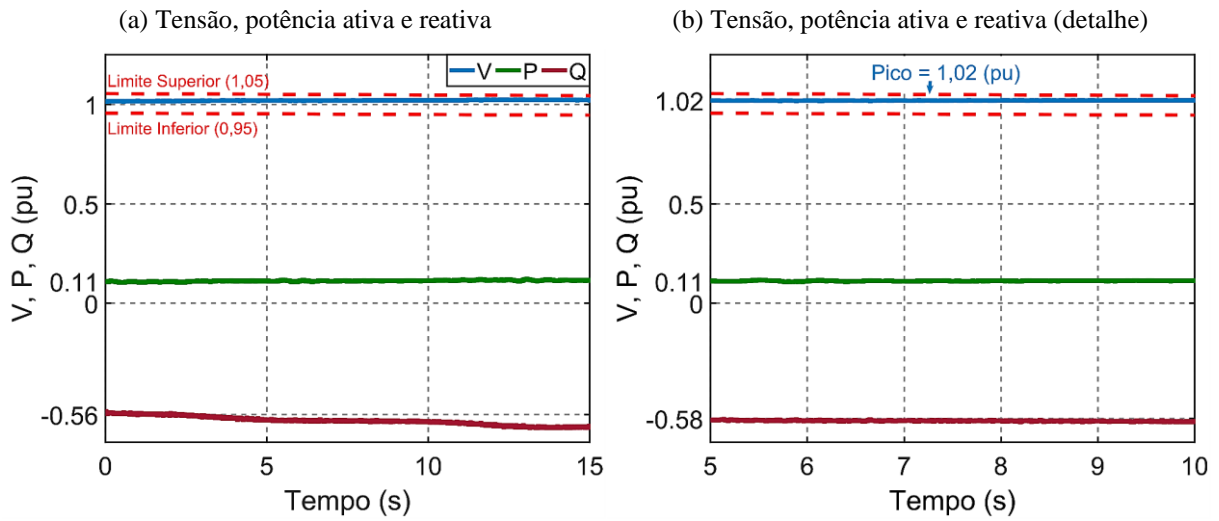 (a) Tensão, potência ativa e reativa
Limite Superior (1,05)
V P Q
Limite Inferior (0,95)
1
0.5
0.11
0
-0.56
V, P, Q (pu)
0 5 10 15
Tempo (s)
(b) Tensão, potência ativa e reativa (detalhe)
Pico = 1,02 (pu)
1.02
0.5
0.11
0
-0.58
V, P, Q (pu)
5 6 7 8 9 10
Tempo (s)